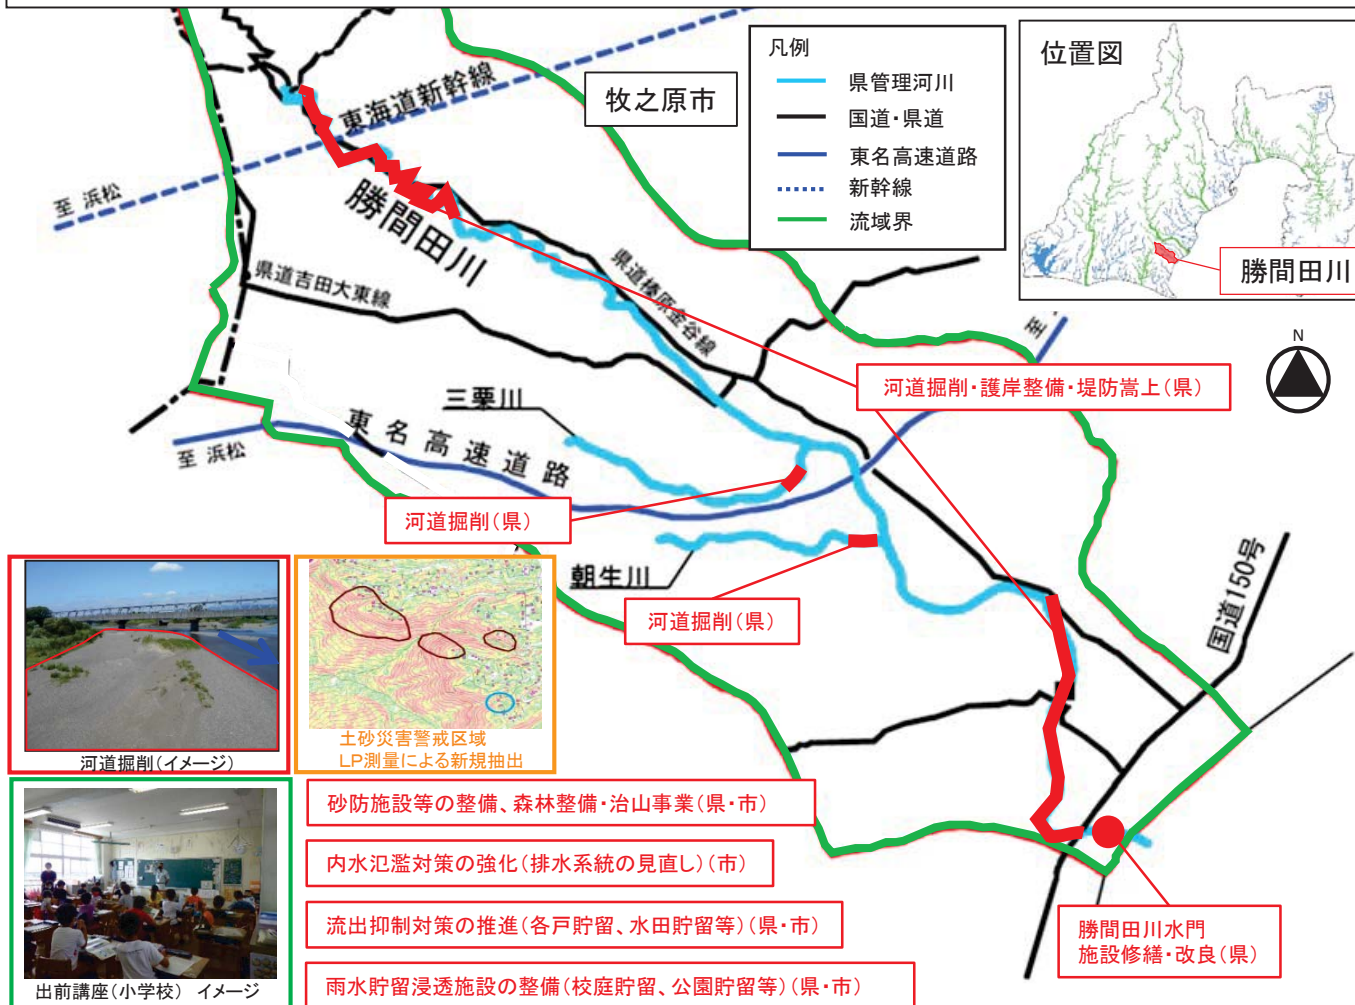 凡例
県管理河川
国道・県道
東名高速道路
新幹線
流域界
牧之原市
位置図
勝間田川
N
東海道新幹線
至 浜松
勝間田川
県道吉田大東線
県道榛原金谷線
至
三栗川
東名高速道路
至 浜松
朝生川
国道150号
河道掘削・護岸整備・堤防嵩上(県)
河道掘削(県)
河道掘削(県)
河道掘削(イメージ)
土砂災害警戒区域
LP測量による新規抽出
出前講座(小学校) イメージ
砂防施設等の整備、森林整備・治山事業(県・市)
内水氾濫対策の強化(排水系統の見直し)(市)
流出抑制対策の推進(各戸貯留、水田貯留等)(県・市)
雨水貯留浸透施設の整備(校庭貯留、公園貯留等)(県・市)
勝間田川水門
施設修繕・改良(県)